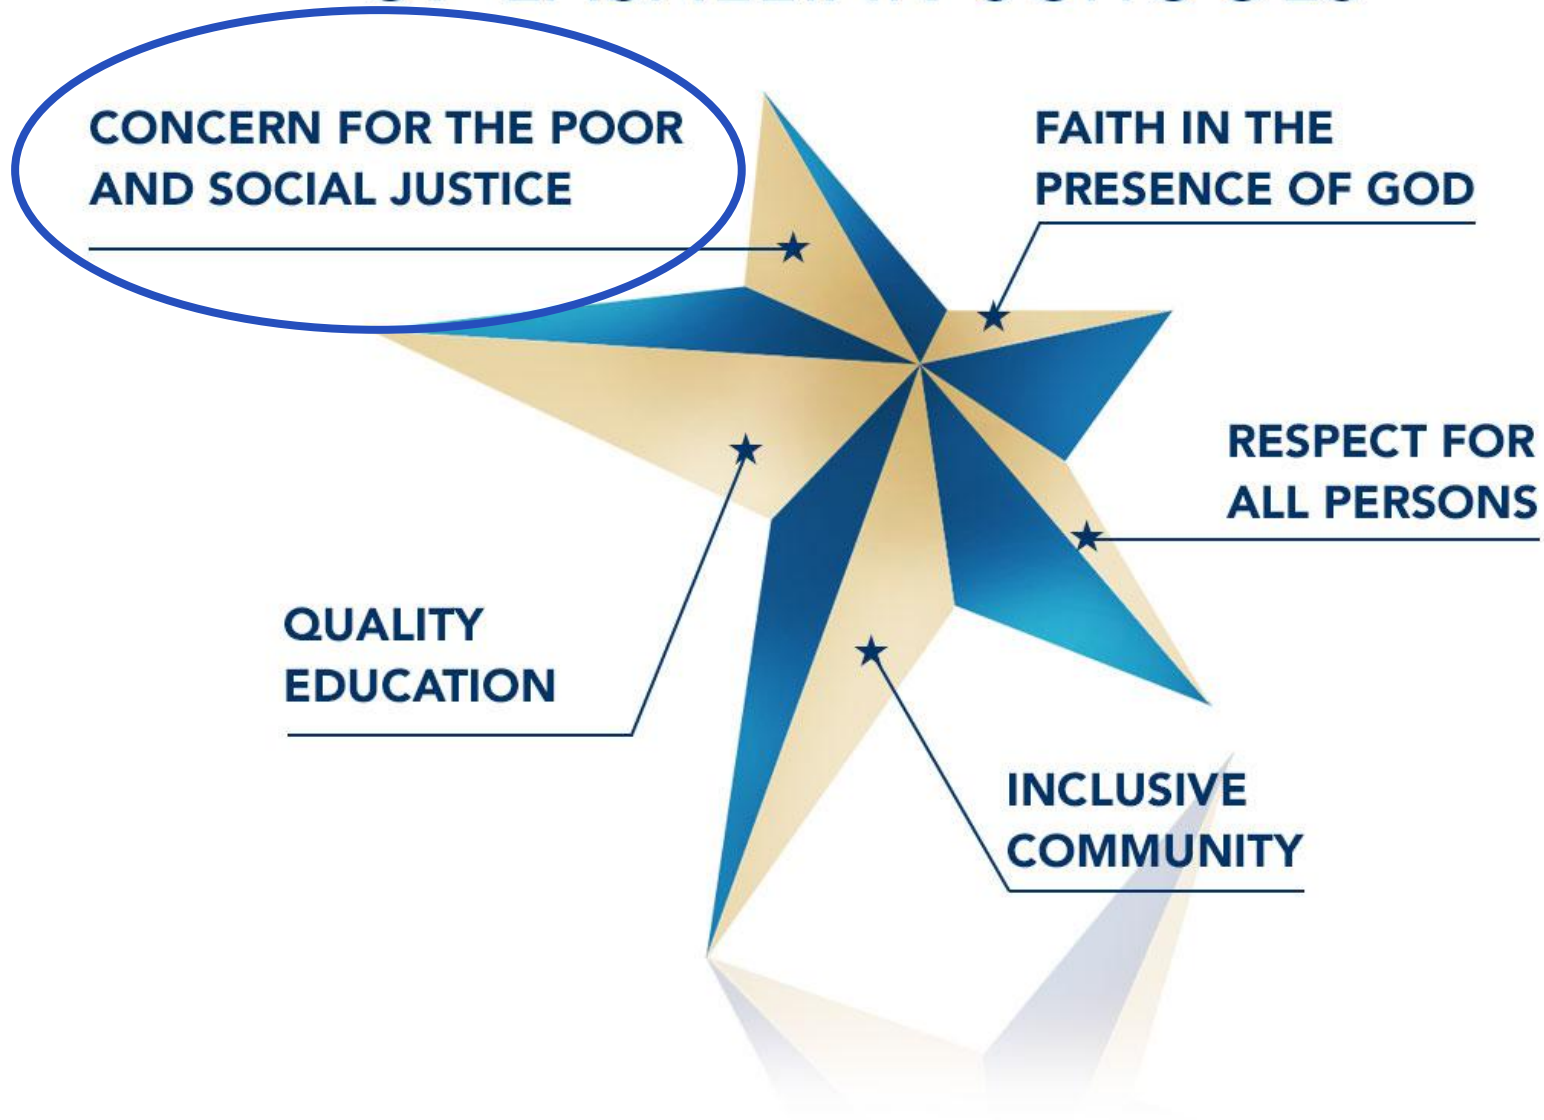 CONCERN FOR THE POOR
AND SOCIAL JUSTICE
FAITH IN THE
PRESENCE OF GOD
RESPECT FOR
ALL PERSONS
QUALITY
EDUCATION
INCLUSIVE
COMMUNITY